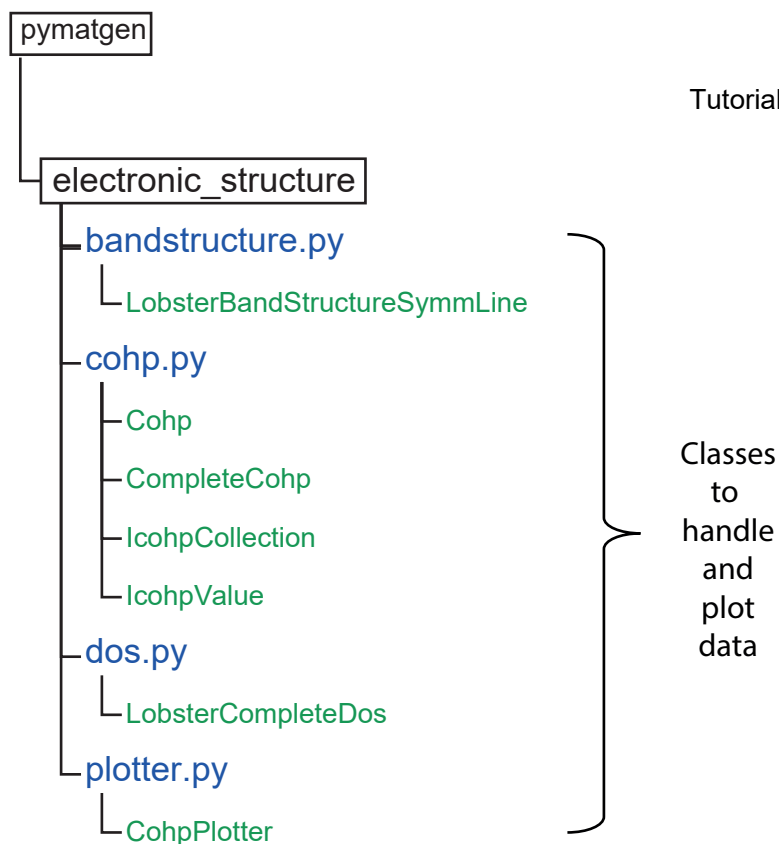 pymatgen
Tutorial
electronic_structure
bandstructure.py
LobsterBandStructureSymmLine
cohp.py
Cohp
CompleteCohp
IcohpCollection
IcohpValue
dos.py
LobsterCompleteDos
plotter.py
CohpPlotter
Classes
to
handle
and
plot
data